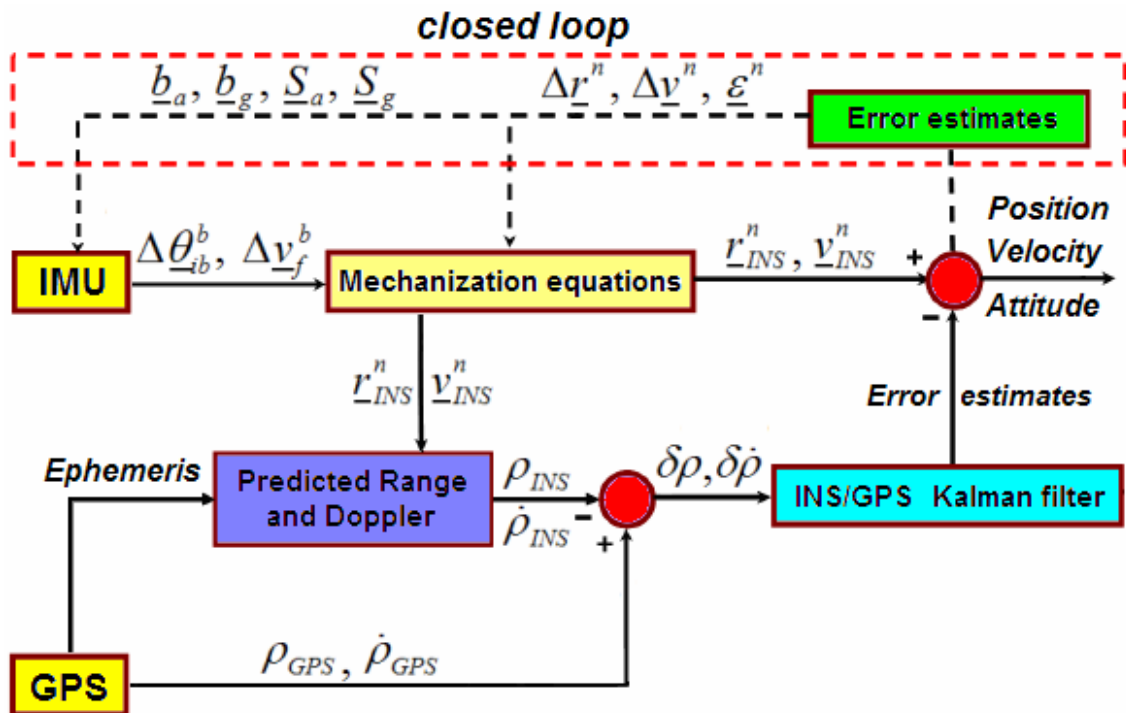 closed loop
b_a, b_g, S_a, S_g
Δr^n, Δv^n, ε^n
Error estimates
Δθ^b_ib, Δv^b_f
IMU
Mechanization equations
r^n_INS, v^n_INS
+
-
Position
Velocity
Attitude
r^n_INS v^n_INS
Error estimates
Ephemeris
Predicted Range
and Doppler
ρ_INS
ρ̇_INS
-
+
δρ, δρ̇
INS/GPS Kalman filter
GPS
ρ_GPS, ρ̇_GPS